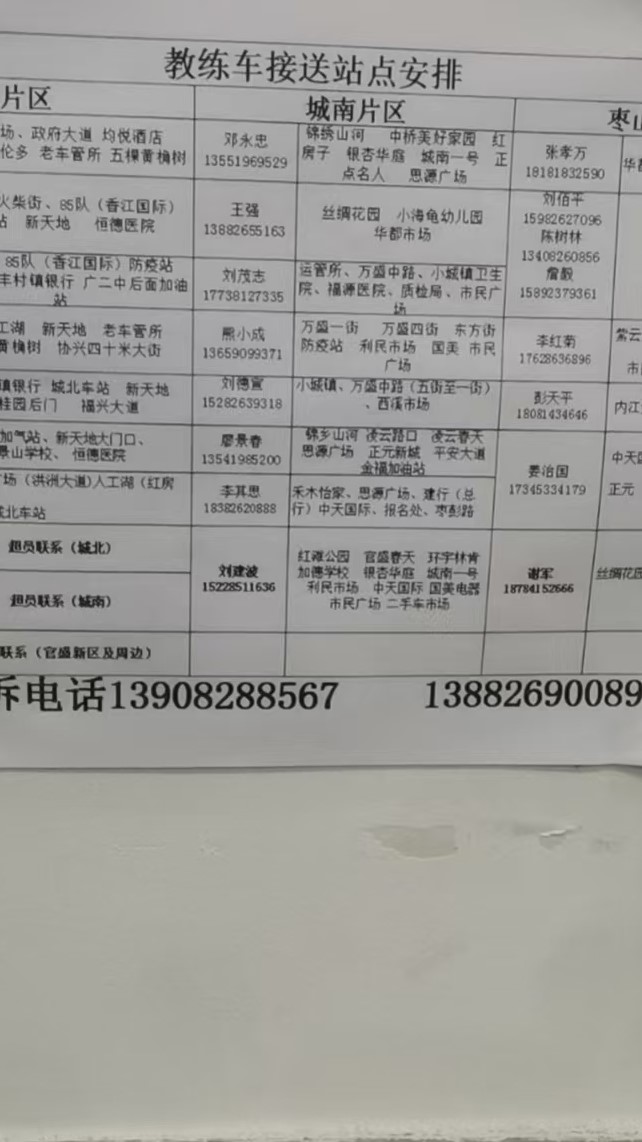 教练车接送站点安排
片区 城南片区 枣山
场、政府大道 均悦酒店
伦多 老车管所 五棵黄桷树
邓永忠
13551969529
锦绣山河 中桥美好家园 红
房子 银杏华庭 城南一号 正
点名人 思源广场
张孝万
18181832590
华都
火柴街、85队（香江国际）
站 新天地 恒德医院
王强
13882655163
丝绸花园 小海龟幼儿园
华都市场
刘佰平
15982627096
陈树林
13408260856
詹毅
15892379361
85队（香江国际）防疫站
丰村镇银行 广二中后面加油
站
刘茂志
17738127335
运管所、万盛中路、小城镇卫生
院、福源医院、质检局、市民广
场
工湖 新天地 老车管所
黄桷树 协兴四十米大街
熊小成
13659099371
万盛一街 万盛四街 东方街
防疫站 利民市场 国美 市民
广场
李红菊
17628636896
紫云
市
镇银行 城北车站 新天地
桂园后门 福兴大道
刘德宣
15282639318
小城镇、万盛中路（五街至一街）
、西溪市场
彭天平
18081434646
内江
加气站、新天地大门口、
景山学校、恒德医院
廖景春
13541985200
锦乡山河 凌云路口 凌云春天
思源广场 正元新城 平安大道
金福加油站
姜治国
17345334179
中天国
正元
场（洪洲大道)人工湖（红房
城北车站
李其思
18382620888
禾木怡家、思源广场、建行（总
行）中天国际、报名处、枣彭路
超员联系（城北）
超员联系（城南）
刘建波
15228511636
红滩公园 官盛春天 环宇林肯
加德学校 银杏华庭 城南一号
利民市场 中天国际 国美电器
市民广场 二手车市场
谢军
18784152666
丝绸花园
联系（官盛新区及周边）
诉电话13908288567 13882690089